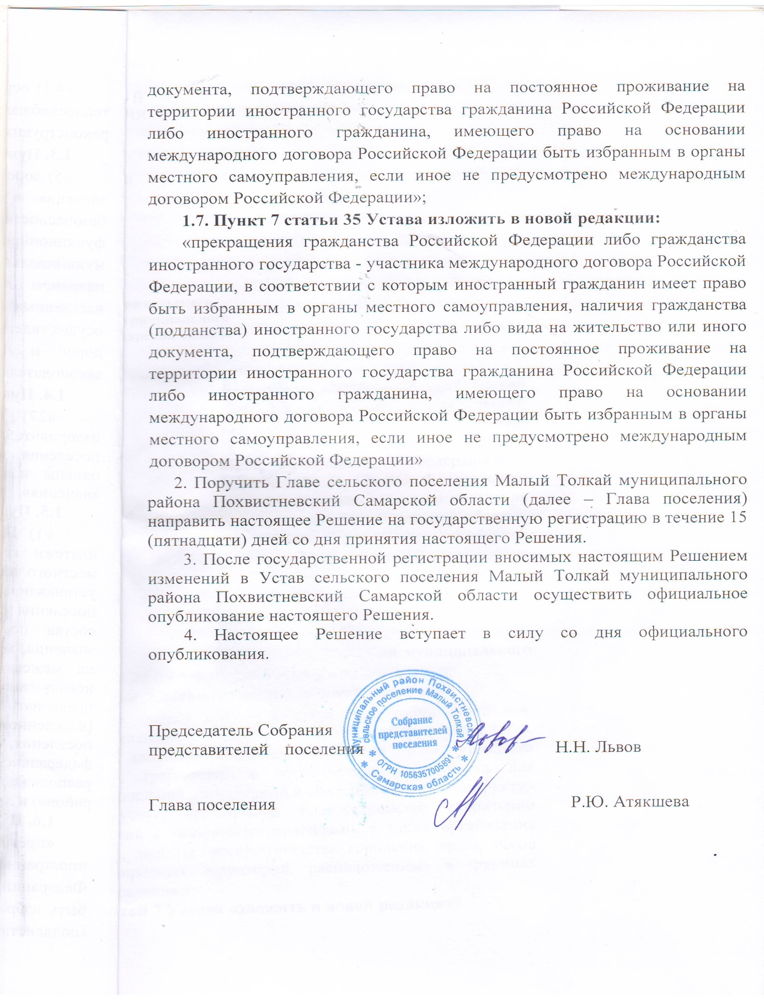 документа, подтверждающего право на постоянное проживание на
территории иностранного государства гражданина Российской Федерации
либо иностранного гражданина, имеющего право на основании
международного договора Российской Федерации быть избранным в органы
местного самоуправления, если иное не предусмотрено международным
договором Российской Федерации»;
1.7. Пункт 7 статьи 35 Устава изложить в новой редакции:
«прекращения гражданства Российской Федерации либо гражданства
иностранного государства - участника международного договора Российской
Федерации, в соответствии с которым иностранный гражданин имеет право
быть избранным в органы местного самоуправления, наличия гражданства
(подданства) иностранного государства либо вида на жительство или иного
документа, подтверждающего право на постоянное проживание на
территории иностранного государства гражданина Российской Федерации
либо иностранного гражданина, имеющего право на основании
международного договора Российской Федерации быть избранным в органы
местного самоуправления, если иное не предусмотрено международным
договором Российской Федерации»
2. Поручить Главе сельского поселения Малый Толкай муниципального
района Похвистневский Самарской области (далее – Глава поселения)
направить настоящее Решение на государственную регистрацию в течение 15
(пятнадцати) дней со дня принятия настоящего Решения.
3. После государственной регистрации вносимых настоящим Решением
изменений в Устав сельского поселения Малый Толкай муниципального
района Похвистневский Самарской области осуществить официальное
опубликование настоящего Решения.
4. Настоящее Решение вступает в силу со дня официального
опубликования.
Муниципальный район Похвистневский
сельское поселение Малый Толкай
Собрание
представителей
поселения
* ОГРН 1056357005891 *
* Самарская область *
Председатель Собрания
представителей поселения Н.Н. Львов
Глава поселения Р.Ю. Атякшева